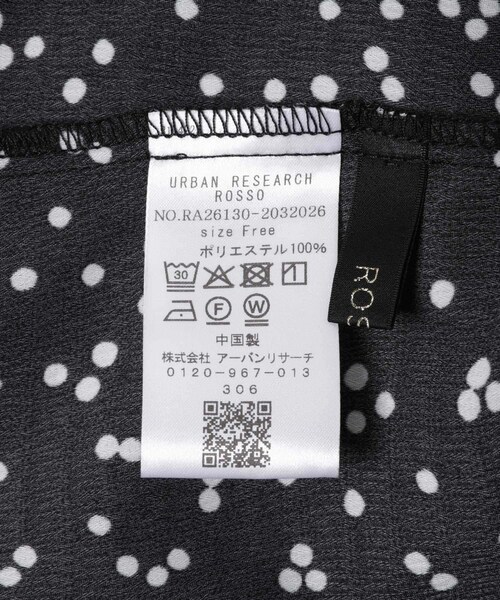 URBAN RESEARCH
ROSSO
NO.RA26130-2032026
size Free
ポリエステル100%
30
F W
中国製
株式会社 アーバンリサーチ
0120-967-013
306
ROS